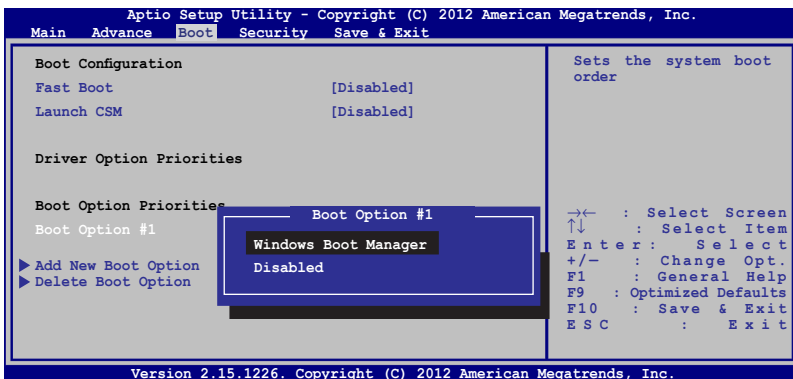 Aptio Setup Utility - Copyright (C) 2012 American Megatrends, Inc.
Main Advance Boot Security Save & Exit
Boot Configuration
Fast Boot [Disabled]
Launch CSM [Disabled]
Driver Option Priorities
Boot Option Priorities
Boot Option #1
Add New Boot Option
Delete Boot Option
Boot Option #1
Windows Boot Manager
Disabled
Sets the system boot
order
→← : Select Screen
↑↓ : Select Item
Enter: Select
+/— : Change Opt.
F1 : General Help
F9 : Optimized Defaults
F10 : Save & Exit
ESC : Exit
Version 2.15.1226. Copyright (C) 2012 American Megatrends, Inc.